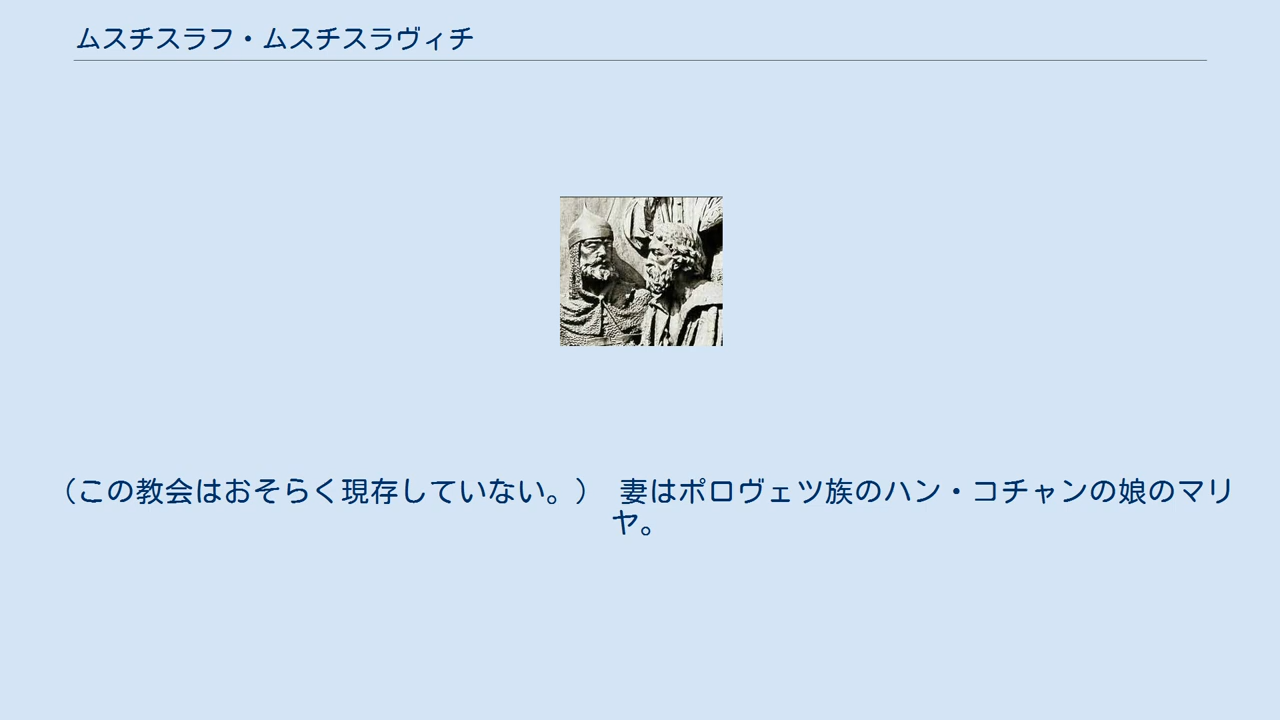 ムスチスラフ・ムスチスラヴィチ
（この教会はおそらく現存していない。）　妻はポロヴェツ族のハン・コチャンの娘のマリ
ヤ。